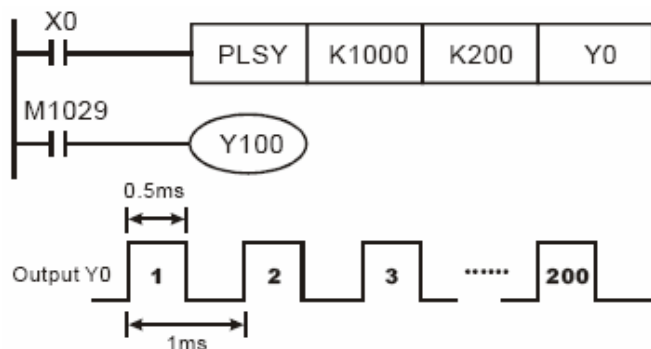 X0
PLSY K1000 K200 Y0
M1029
Y100
0.5ms
Output Y0 1 2 3 ...... 200
1ms